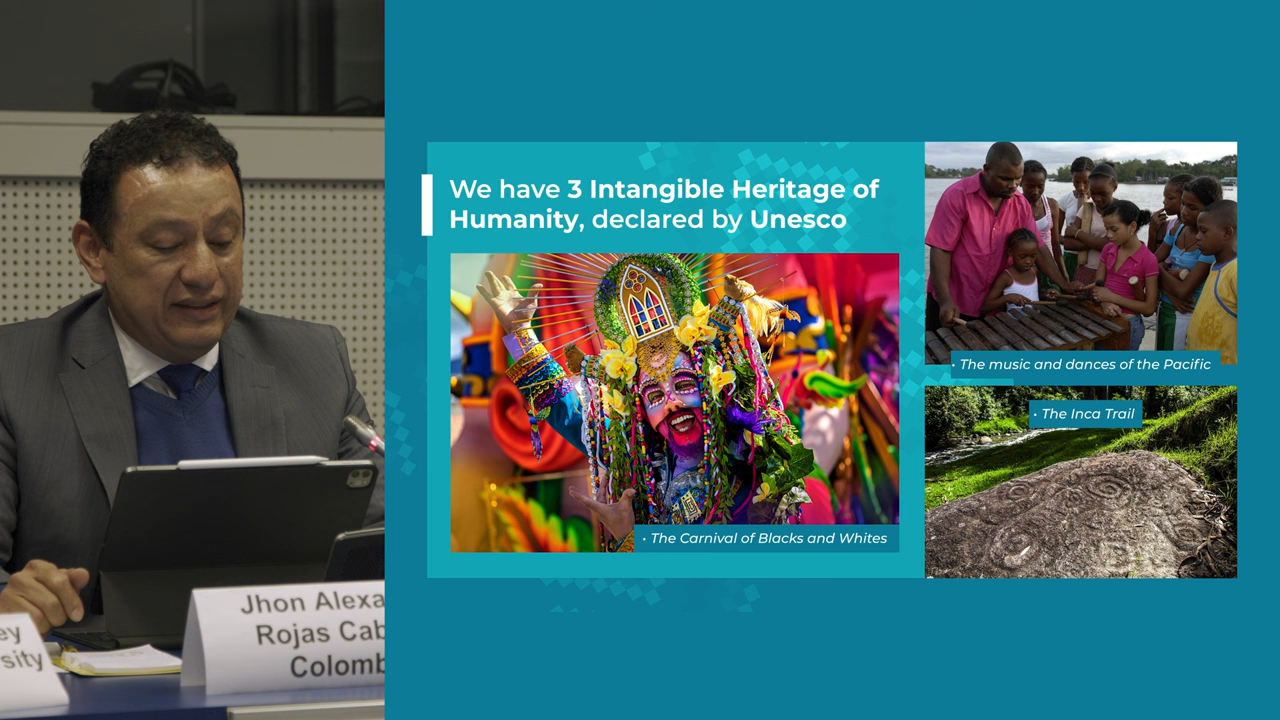 We have 3 Intangible Heritage of
Humanity, declared by Unesco
• The music and dances of the Pacific
• The Inca Trail
• The Carnival of Blacks and Whites
Jhon Alexa
Rojas Cab
Colomb
ey
sity